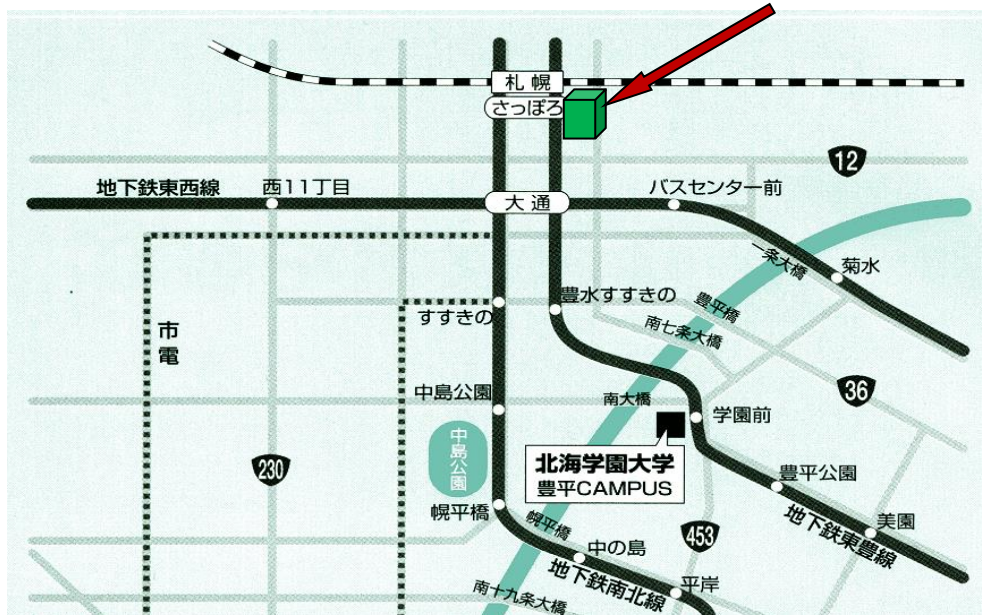 札幌
さっぽろ
12
地下鉄東西線
西11丁目
大通
バスセンター前
一条大橋
菊水
豊平橋
豊水すすきの
すすきの
南七条大橋
市電
36
中島公園
南大橋
学園前
中島公園
北海学園大学
豊平CAMPUS
230
豊平公園
幌平橋
幌平橋
地下鉄東豊線
美園
453
中の島
地下鉄南北線
平岸
南十九条大橋